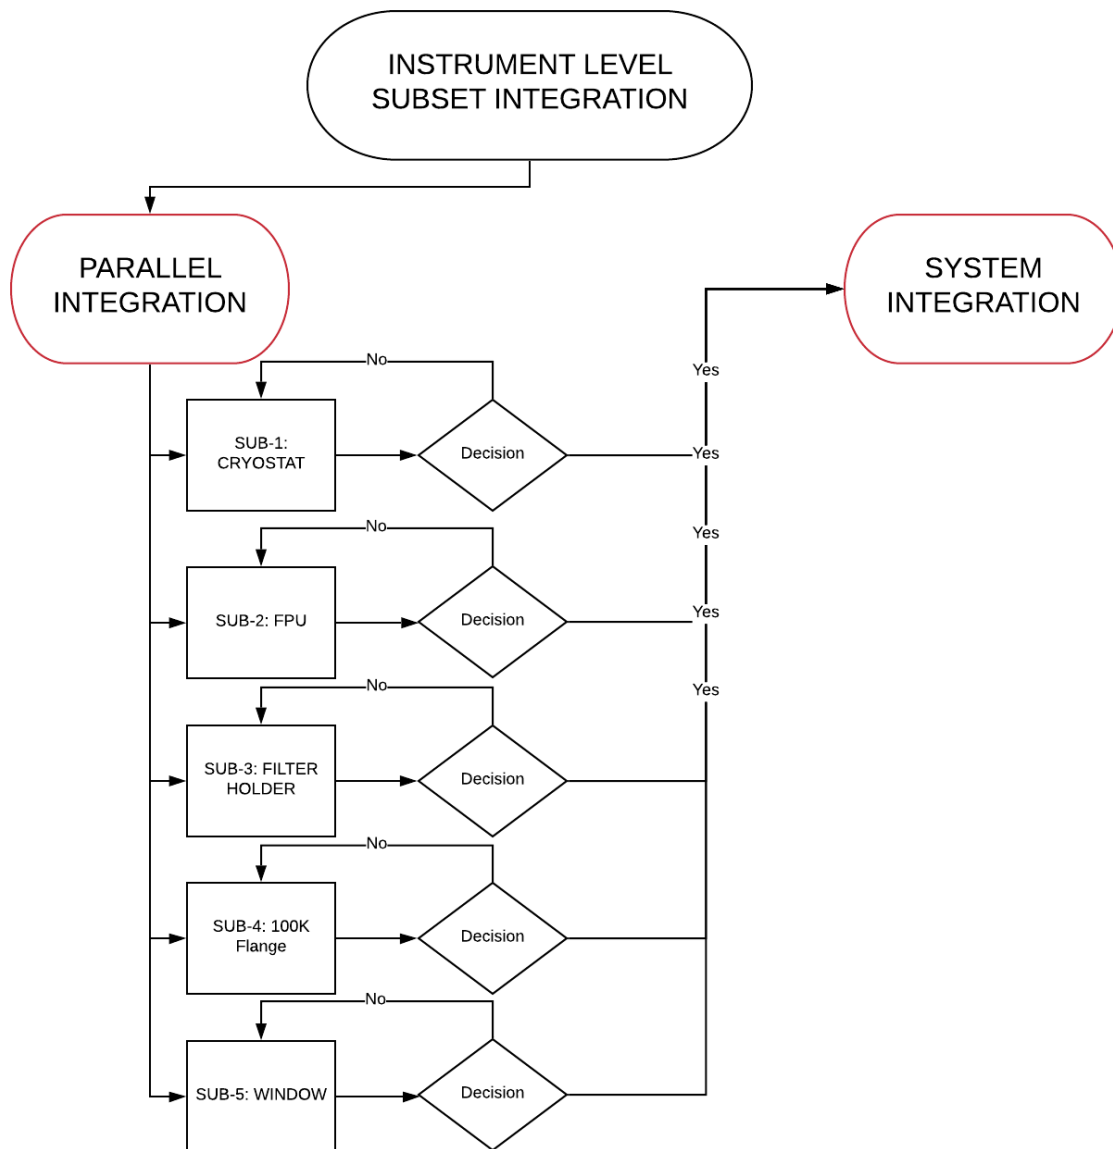 INSTRUMENT LEVEL
SUBSET INTEGRATION
PARALLEL
INTEGRATION
SYSTEM
INTEGRATION
No
Yes
SUB-1:
CRYOSTAT
Decision
Yes
No
Yes
SUB-2: FPU
Decision
Yes
No
Yes
SUB-3: FILTER
HOLDER
Decision
No
SUB-4: 100K
Flange
Decision
No
SUB-5: WINDOW
Decision